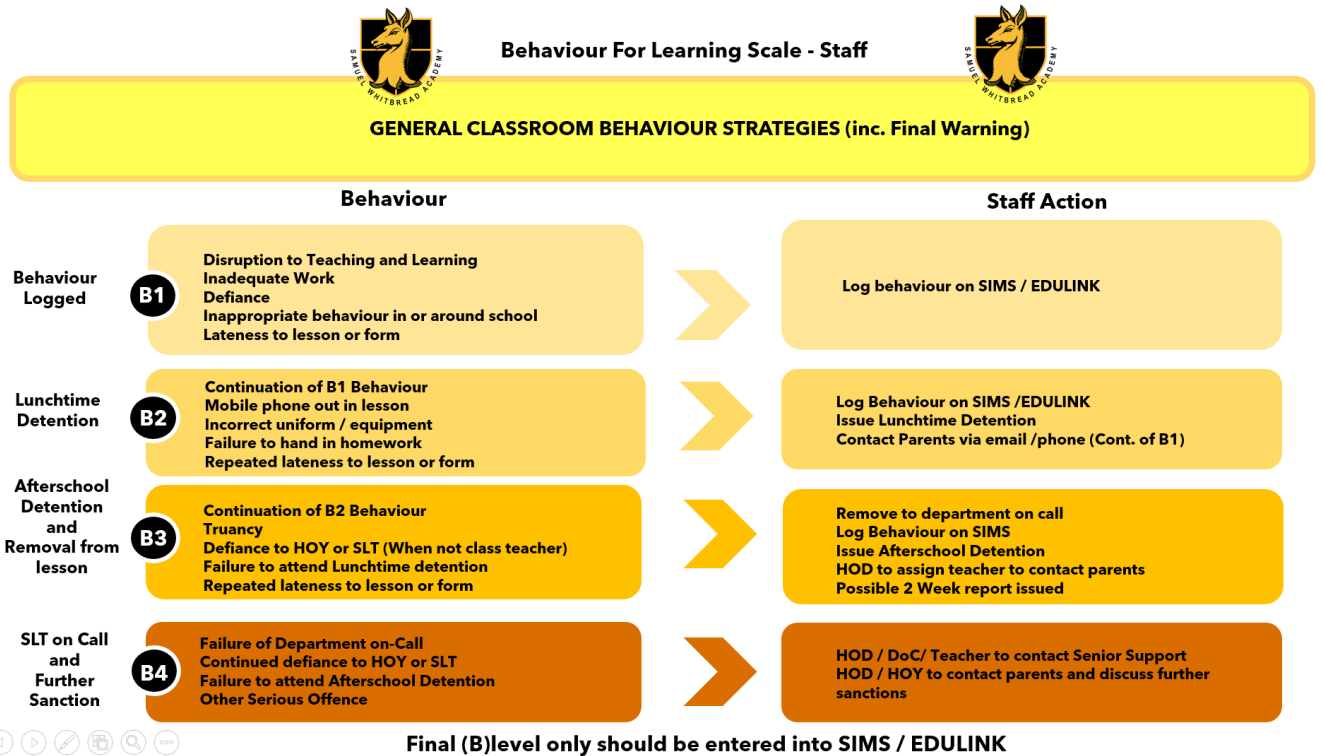 SAMUEL WHITBREAD ACADEMY
Behaviour For Learning Scale - Staff
SAMUEL WHITBREAD ACADEMY
GENERAL CLASSROOM BEHAVIOUR STRATEGIES (inc. Final Warning)
Behaviour
Staff Action
Behaviour
Logged
B1
Disruption to Teaching and Learning
Inadequate Work
Defiance
Inappropriate behaviour in or around school
Lateness to lesson or form
Log behaviour on SIMS / EDULINK
Lunchtime
Detention
B2
Continuation of B1 Behaviour
Mobile phone out in lesson
Incorrect uniform / equipment
Failure to hand in homework
Repeated lateness to lesson or form
Log Behaviour on SIMS /EDULINK
Issue Lunchtime Detention
Contact Parents via email /phone (Cont. of B1)
Afterschool
Detention
and
Removal from
lesson
B3
Continuation of B2 Behaviour
Truancy
Defiance to HOY or SLT (When not class teacher)
Failure to attend Lunchtime detention
Repeated lateness to lesson or form
Remove to department on call
Log Behaviour on SIMS
Issue Afterschool Detention
HOD to assign teacher to contact parents
Possible 2 Week report issued
SLT on Call
and
Further
Sanction
B4
Failure of Department on-Call
Continued defiance to HOY or SLT
Failure to attend Afterschool Detention
Other Serious Offence
HOD / DoC/ Teacher to contact Senior Support
HOD / HOY to contact parents and discuss further
sanctions
Final (B)level only should be entered into SIMS / EDULINK